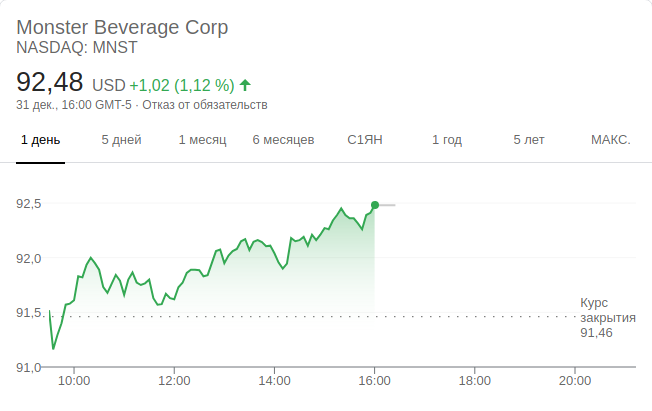 Monster Beverage Corp
NASDAQ: MNST
92,48 USD +1,02 (1,12 %)
31 дек., 16:00 GMT-5 · Отказ от обязательств
1 день 5 дней 1 месяц 6 месяцев С1ЯН 1 год 5 лет МАКС.
92,5
92,0
91,5
Курс
закрытия
91,46
91,0
10:00 12:00 14:00 16:00 18:00 20:00